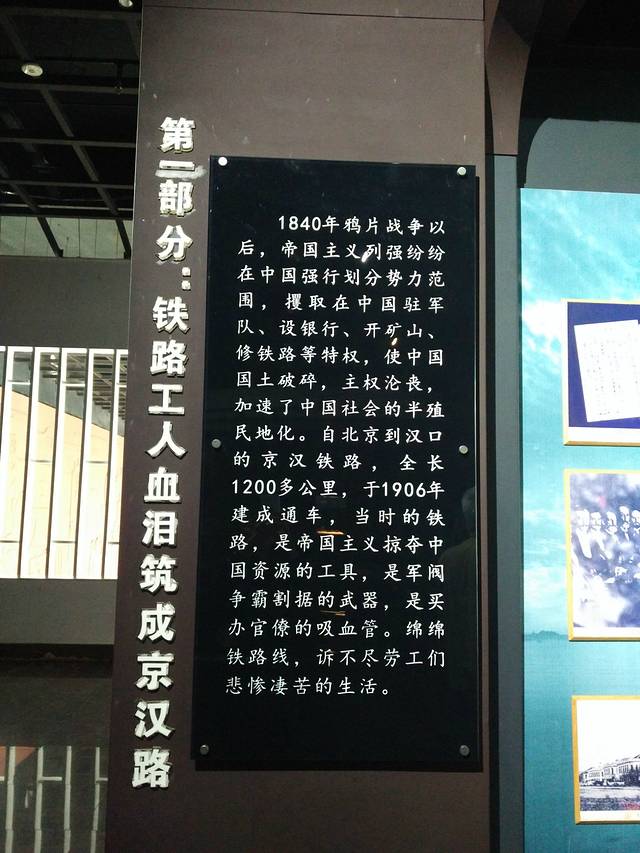 第一部分：铁路工人血泪筑成京汉路
1840年鸦片战争以
后，帝国主义列强纷纷
在中国强行划分势力范
围，攫取在中国驻军
队、设银行、开矿山、
修铁路等特权，使中国
国土破碎，主权沦丧，
加速了中国社会的半殖
民地化。自北京到汉口
的京汉铁路，全长
1200多公里，于1906年
建成通车，当时的铁
路，是帝国主义掠夺中
国资源的工具，是军阀
争霸割据的武器，是买
办官僚的吸血管。绵绵
铁路线，诉不尽劳工们
悲惨凄苦的生活。